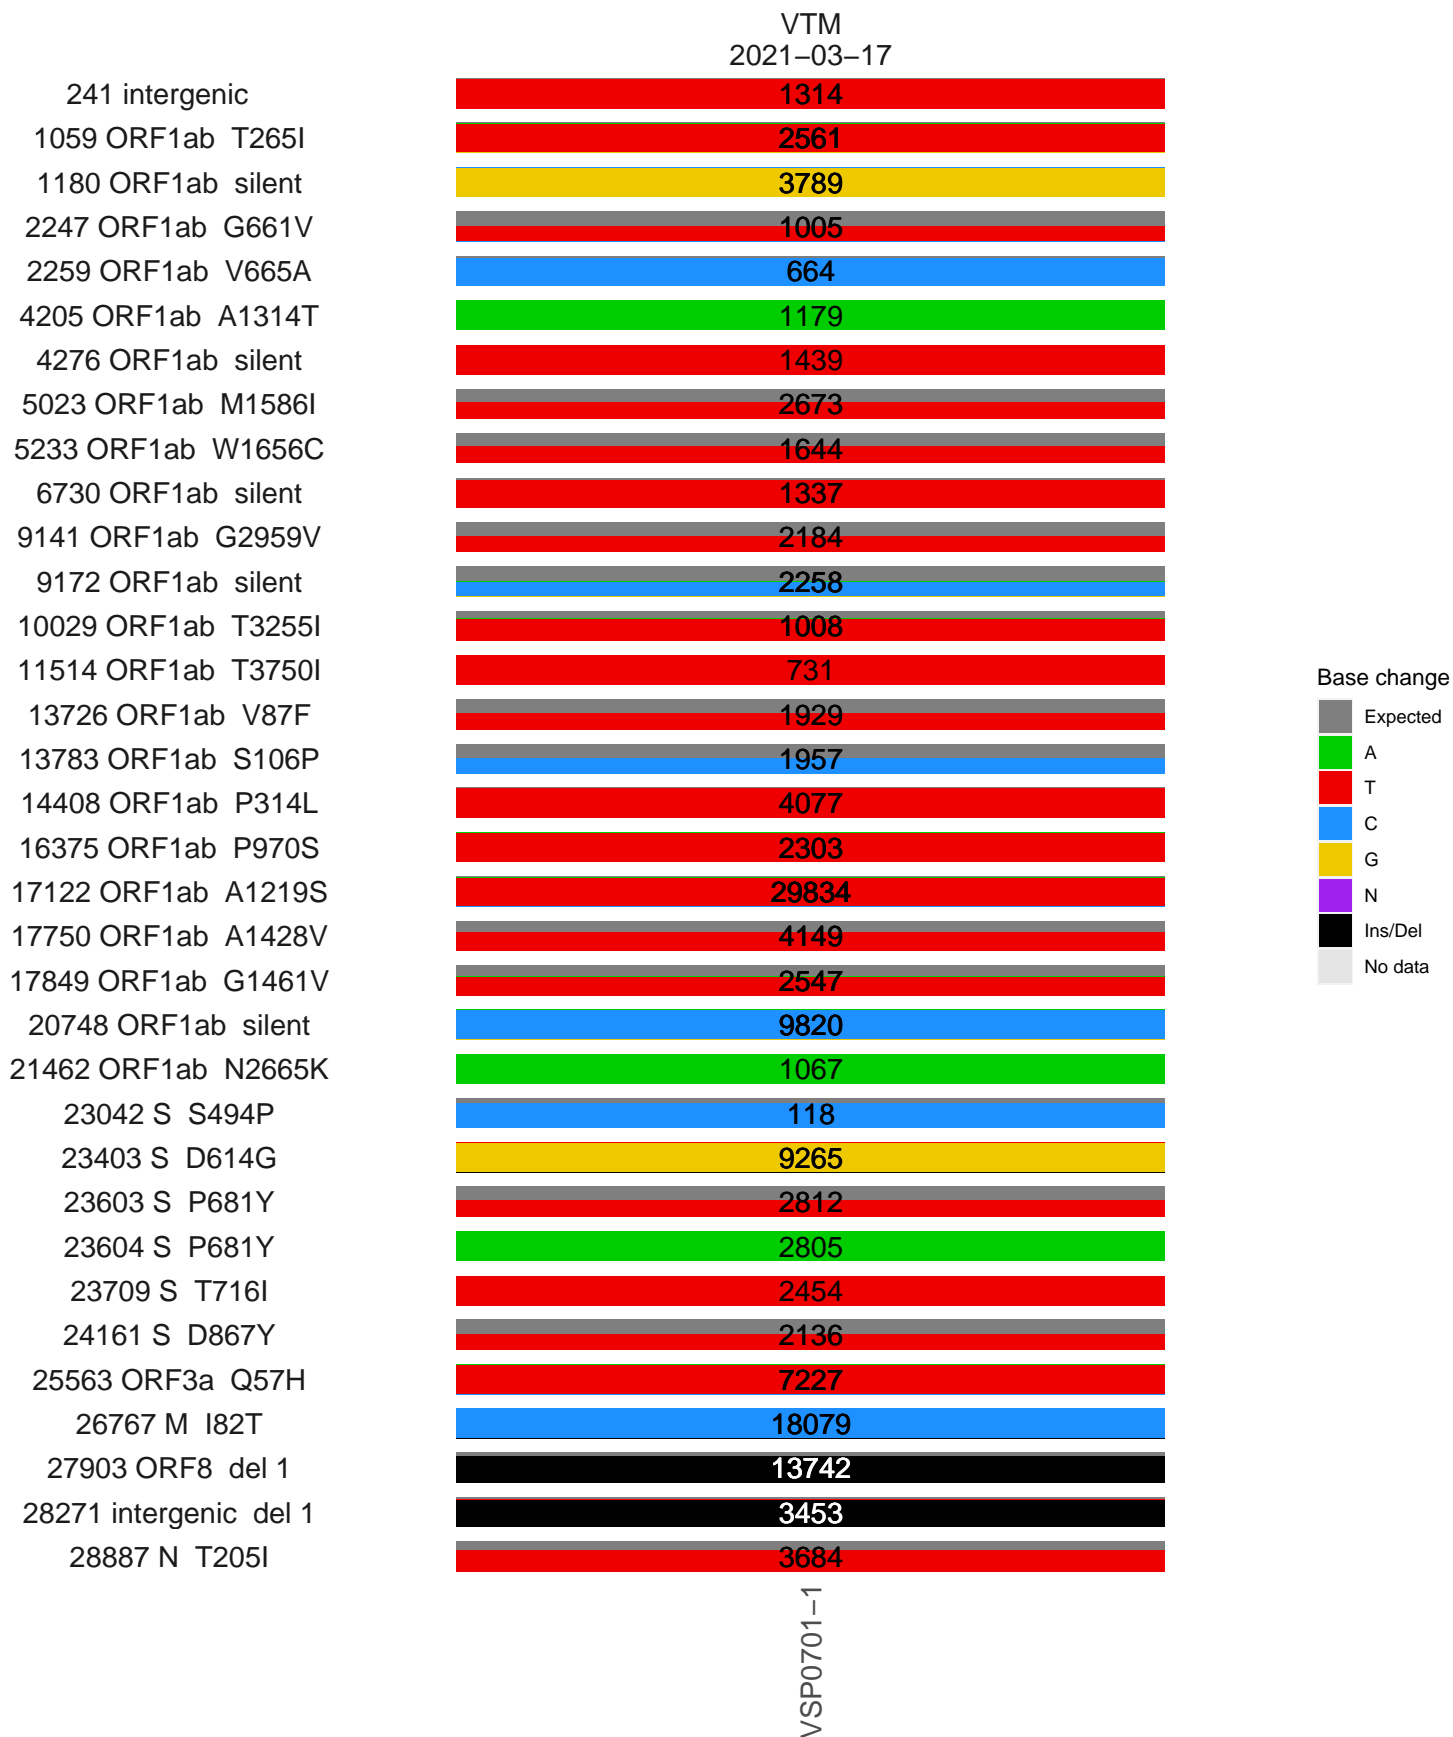 VTM
2021−03−17
241 intergenic 1314
1059 ORF1ab T265I 2561
1180 ORF1ab silent 3789
2247 ORF1ab G661V 1005
2259 ORF1ab V665A 664
4205 ORF1ab A1314T 1179
4276 ORF1ab silent 1439
5023 ORF1ab M1586I 2673
5233 ORF1ab W1656C 1644
6730 ORF1ab silent 1337
9141 ORF1ab G2959V 2184
9172 ORF1ab silent 2258
10029 ORF1ab T3255I 1008
11514 ORF1ab T3750I 731
13726 ORF1ab V87F 1929
13783 ORF1ab S106P 1957
14408 ORF1ab P314L 4077
16375 ORF1ab P970S 2303
17122 ORF1ab A1219S 29834
17750 ORF1ab A1428V 4149
17849 ORF1ab G1461V 2547
20748 ORF1ab silent 9820
21462 ORF1ab N2665K 1067
23042 S S494P 118
23403 S D614G 9265
23603 S P681Y 2812
23604 S P681Y 2805
23709 S T716I 2454
24161 S D867Y 2136
25563 ORF3a Q57H 7227
26767 M I82T 18079
27903 ORF8 del 1 13742
28271 intergenic del 1 3453
28887 N T205I 3684
VSP0701−1
Base change
Expected
A
T
C
G
N
Ins/Del
No data